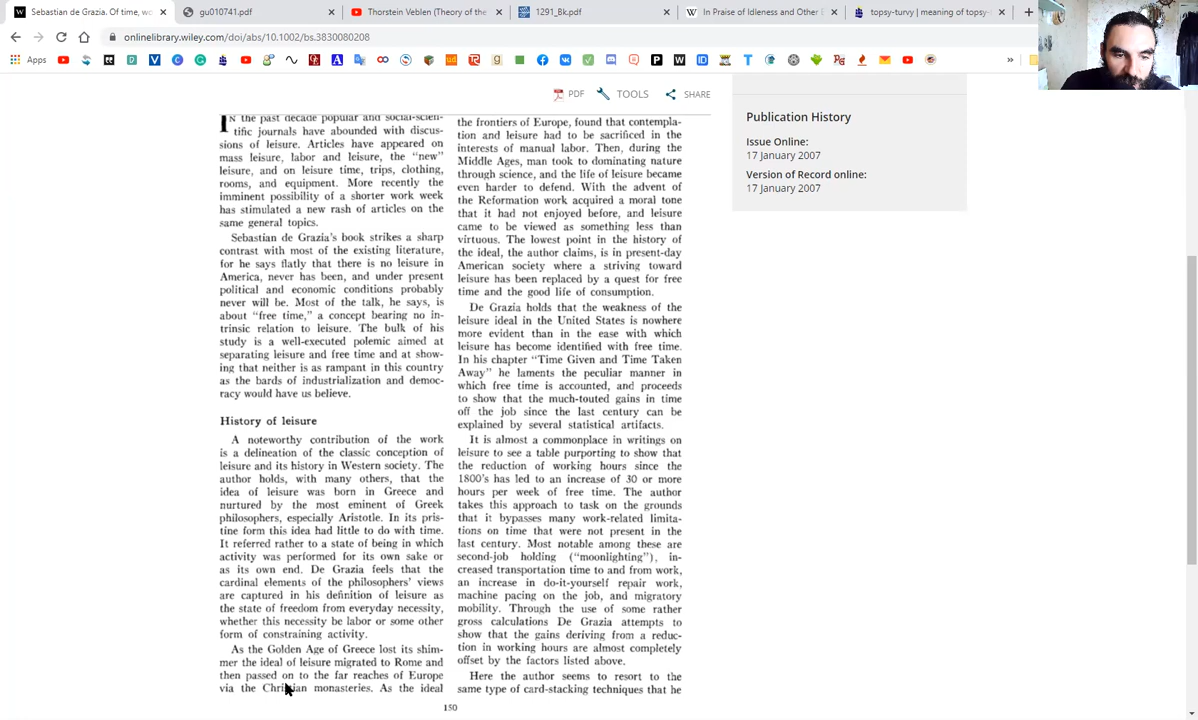 Sebastian de Grazia. Of time, wo
gu010741.pdf
Thorstein Veblen (Theory of the
1291_Bk.pdf
In Praise of Idleness and Other E
topsy-turvy | meaning of topsy-
onlinelibrary.wiley.com/doi/abs/10.1002/bs.3830080208
Apps
PDF
TOOLS
SHARE
IN the past decade popular and social-scien-
tific journals have abounded with discus-
sions of leisure. Articles have appeared on
mass leisure, labor and leisure, the "new"
leisure, and on leisure time, trips, clothing,
rooms, and equipment. More recently the
imminent possibility of a shorter work week
has stimulated a new rash of articles on the
same general topics.
Sebastian de Grazia's book strikes a sharp
contrast with most of the existing literature,
for he says flatly that there is no leisure in
America, never has been, and under present
political and economic conditions probably
never will be. Most of the talk, he says, is
about "free time," a concept bearing no in-
trinsic relation to leisure. The bulk of his
study is a well-executed polemic aimed at
separating leisure and free time and at show-
ing that neither is as rampant in this country
as the bards of industrialization and democ-
racy would have us believe.
History of leisure
A noteworthy contribution of the work
is a delineation of the classic conception of
leisure and its history in Western society. The
author holds, with many others, that the
idea of leisure was born in Greece and
nurtured by the most eminent of Greek
philosophers, especially Aristotle. In its pris-
tine form this idea had little to do with time.
It referred rather to a state of being in which
activity was performed for its own sake or
as its own end. De Grazia feels that the
cardinal elements of the philosophers' views
are captured in his definition of leisure as
the state of freedom from everyday necessity,
whether this necessity be labor or some other
form of constraining activity.
As the Golden Age of Greece lost its shim-
mer the ideal of leisure migrated to Rome and
then passed on to the far reaches of Europe
via the Christian monasteries. As the ideal
the frontiers of Europe, found that contempla-
tion and leisure had to be sacrificed in the
interests of manual labor. Then, during the
Middle Ages, man took to dominating nature
through science, and the life of leisure became
even harder to defend. With the advent of
the Reformation work acquired a moral tone
that it had not enjoyed before, and leisure
came to be viewed as something less than
virtuous. The lowest point in the history of
the ideal, the author claims, is in present-day
American society where a striving toward
leisure has been replaced by a quest for free
time and the good life of consumption.
De Grazia holds that the weakness of the
leisure ideal in the United States is nowhere
more evident than in the ease with which
leisure has become identified with free time.
In his chapter "Time Given and Time Taken
Away" he laments the peculiar manner in
which free time is accounted, and proceeds
to show that the much-touted gains in time
off the job since the last century can be
explained by several statistical artifacts.
It is almost a commonplace in writings on
leisure to see a table purporting to show that
the reduction of working hours since the
1800's has led to an increase of 30 or more
hours per week of free time. The author
takes this approach to task on the grounds
that it bypasses many work-related limita-
tions on time that were not present in the
last century. Most notable among these are
second-job holding ("moonlighting"), in-
creased transportation time to and from work,
an increase in do-it-yourself repair work,
machine pacing on the job, and migratory
mobility. Through the use of some rather
gross calculations De Grazia attempts to
show that the gains deriving from a reduc-
tion in working hours are almost completely
offset by the factors listed above.
Here the author seems to resort to the
same type of card-stacking techniques that he
150
Publication History
Issue Online:
17 January 2007
Version of Record online:
17 January 2007